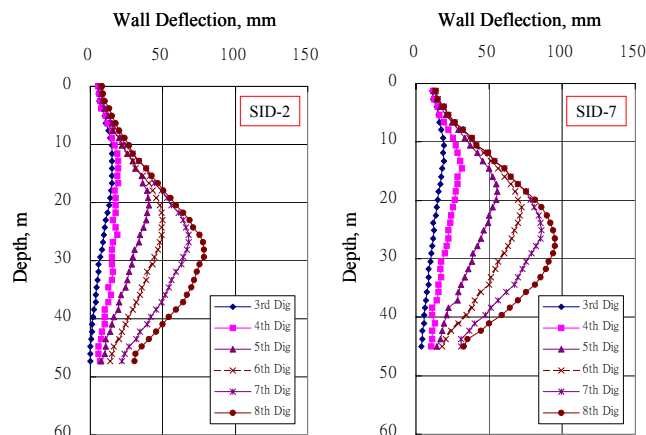 Wall Deflection, mm
0 50 100 150
0
10
20
30
40
50
60
Depth, m
SID-2
3rd Dig
4th Dig
5th Dig
6th Dig
7th Dig
8th Dig
Wall Deflection, mm
0 50 100 150
0
10
20
30
40
50
60
Depth, m
SID-7
3rd Dig
4th Dig
5th Dig
6th Dig
7th Dig
8th Dig